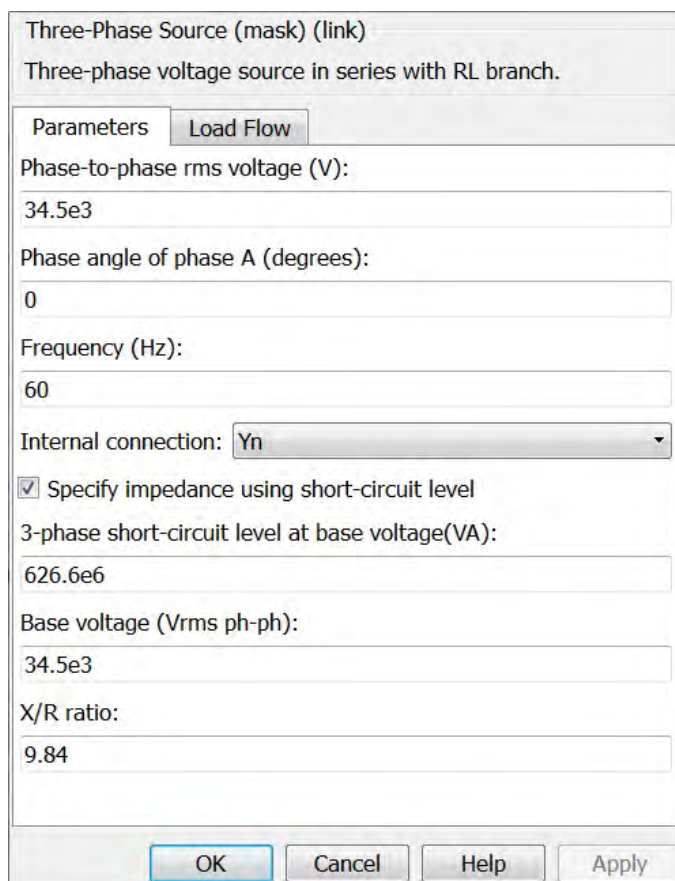 Three-Phase Source (mask) (link)
Three-phase voltage source in series with RL branch.
Parameters Load Flow
Phase-to-phase rms voltage (V):
34.5e3
Phase angle of phase A (degrees):
0
Frequency (Hz):
60
Internal connection: Yn
Specify impedance using short-circuit level
3-phase short-circuit level at base voltage(VA):
626.6e6
Base voltage (Vrms ph-ph):
34.5e3
X/R ratio:
9.84
OK Cancel Help Apply